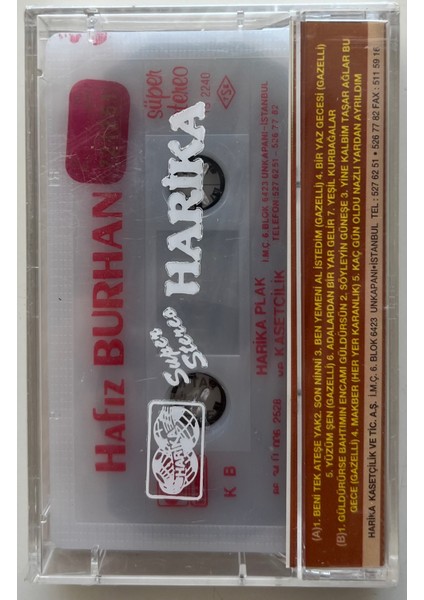 Hafız BURHAN
süper
stereo
2240
Süper
Stereo
HARİKA
HARİKA
HARİKA PLAK
KASETÇİLİK
İ.M.Ç 6.BLOK 6423 UNKAPANI-İSTANBUL
TELEFON:527 62 51 - 526 77 82
K B
2526
(A)1. BENİ TEK ATEŞE YAK2. SON NİNNİ 3. BEN YEMENİ AL İSTEDİM (GAZELLİ) 4. BİR YAZ GECESİ (GAZELLİ)
5. YÜZÜM ŞEN (GAZELLİ) 6. ADALARDAN BİR YAR GELİR 7. YEŞİL KURBAĞALAR
(B)1. GÜLDÜRÜRSE BAHTIMIN ENCAMI GÜLDÜRSÜN 2. SÖYLEYİN GÜNEŞE 3. YİNE KALBİM TAŞAR AĞLAR BU
GECE (GAZELLİ) 4. MAKBER (HER YER KARANLIK) 5. KAÇ GÜN OLDU NAZLI YARDAN AYRILDIM
HARİKA KASETÇİLİK VE TİC. A.Ş. İ.M.Ç. 6. BLOK 6423 UNKAPANI-İSTANBUL TEL.: 527 62 51 • 526 77 82 FAX : 511 59 16